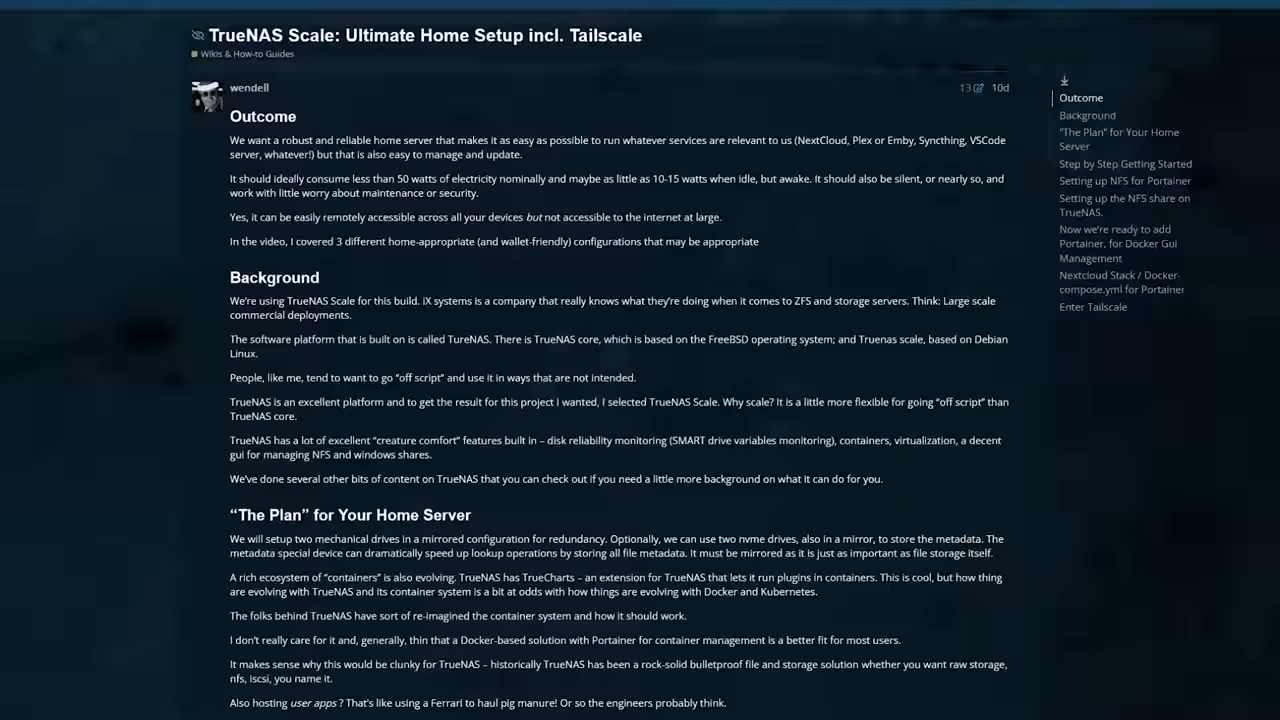 TrueNAS Scale: Ultimate Home Setup incl. Tailscale
Wikis & How-to Guides
wendell
13
10d
Outcome
We want a robust and reliable home server that makes it as easy as possible to run whatever services are relevant to us (NextCloud, Plex or Emby, Syncthing, VSCode
server, whatever!) but that is also easy to manage and update.
It should ideally consume less than 50 watts of electricity nominally and maybe as little as 10-15 watts when idle, but awake. It should also be silent, or nearly so, and
work with little worry about maintenance or security.
Yes, it can be easily remotely accessible across all your devices but not accessible to the internet at large.
In the video, I covered 3 different home-appropriate (and wallet-friendly) configurations that may be appropriate
Background
We're using TrueNAS Scale for this build. iX systems is a company that really knows what they're doing when it comes to ZFS and storage servers. Think: Large scale
commercial deployments.
The software platform that is built on is called TureNAS. There is TrueNAS core, which is based on the FreeBSD operating system; and Truenas scale, based on Debian
Linux.
People, like me, tend to want to go "off script" and use it in ways that are not intended.
TrueNAS is an excellent platform and to get the result for this project I wanted, I selected TrueNAS Scale. Why scale? It is a little more flexible for going "off script" than
TrueNAS core.
TrueNAS has a lot of excellent "creature comfort" features built in – disk reliability monitoring (SMART drive variables monitoring), containers, virtualization, a decent
gui for managing NFS and windows shares.
We've done several other bits of content on TrueNAS that you can check out if you need a little more background on what it can do for you.
"The Plan" for Your Home Server
We will setup two mechanical drives in a mirrored configuration for redundancy. Optionally, we can use two nvme drives, also in a mirror, to store the metadata. The
metadata special device can dramatically speed up lookup operations by storing all file metadata. It must be mirrored as it is just as important as file storage itself.
A rich ecosystem of "containers" is also evolving. TrueNAS has TrueCharts – an extension for TrueNAS that lets it run plugins in containers. This is cool, but how thing
are evolving with TrueNAS and its container system is a bit at odds with how things are evolving with Docker and Kubernetes.
The folks behind TrueNAS have sort of re-imagined the container system and how it should work.
I don't really care for it and, generally, thin that a Docker-based solution with Portainer for container management is a better fit for most users.
It makes sense why this would be clunky for TrueNAS – historically TrueNAS has been a rock-solid bulletproof file and storage solution whether you want raw storage,
nfs, iscsi, you name it.
Also hosting user apps ? That's like using a Ferrari to haul pig manure! Or so the engineers probably think.
Outcome
Background
"The Plan" for Your Home
Server
Step by Step Getting Started
Setting up NFS for Portainer
Setting up the NFS share on
TrueNAS.
Now we're ready to add
Portainer, for Docker Gui
Management
Nextcloud Stack / Docker-
compose.yml for Portainer
Enter Tailscale